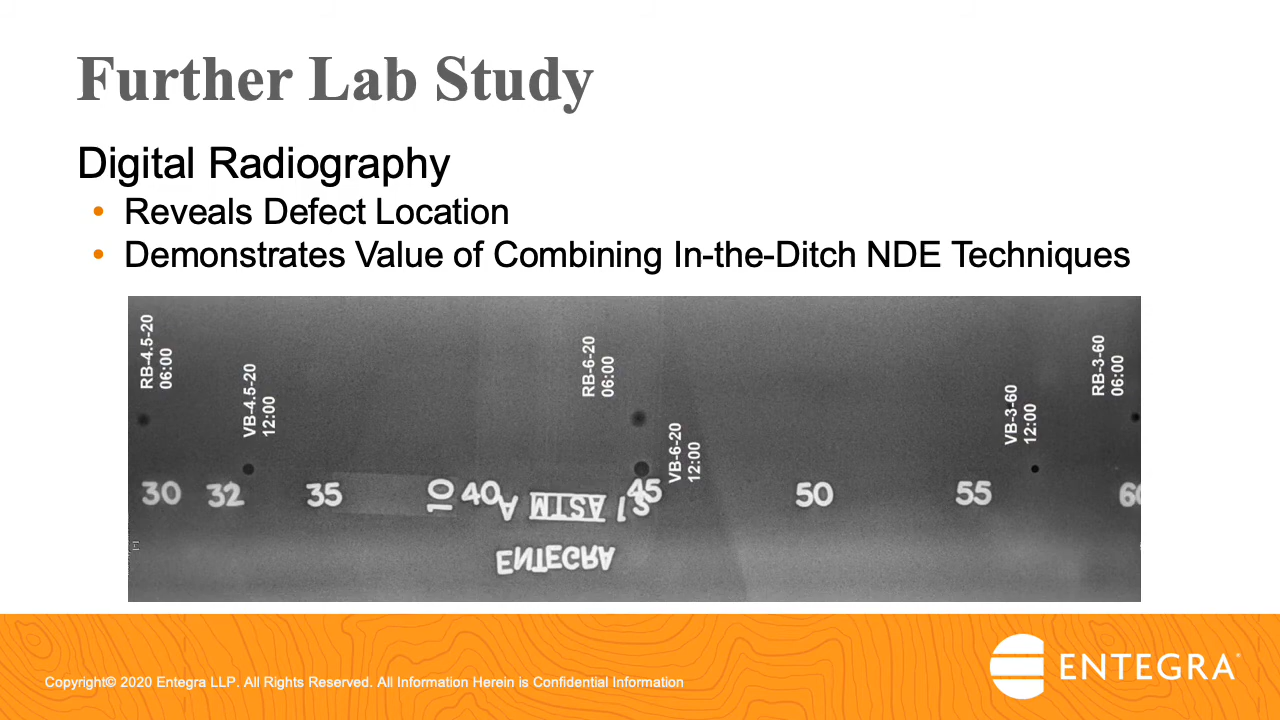 Further Lab Study
Digital Radiography
• Reveals Defect Location
• Demonstrates Value of Combining In-the-Ditch NDE Techniques
RB-4.5-20
06:00
VB-4.5-20
12:00
RB-6-20
06:00
VB-6-20
12:00
VB-3-60
12:00
RB-3-60
06:00
30 32 35 10 40 45 50 55 60
A ASTM 1
ENTEGRA
Copyright© 2020 Entegra LLP. All Rights Reserved. All Information Herein is Confidential Information
ENTEGRA